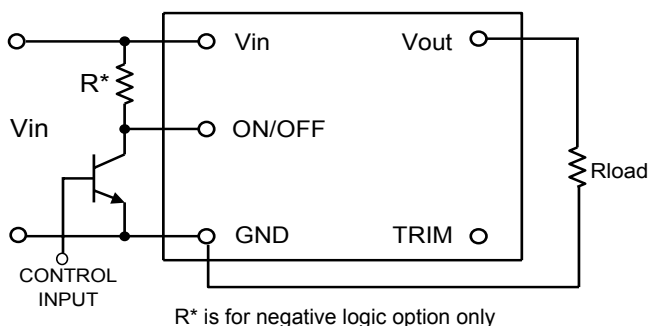 Vin
Vout
R*
Vin
ON/OFF
Rload
GND
TRIM
CONTROL
INPUT
R* is for negative logic option only